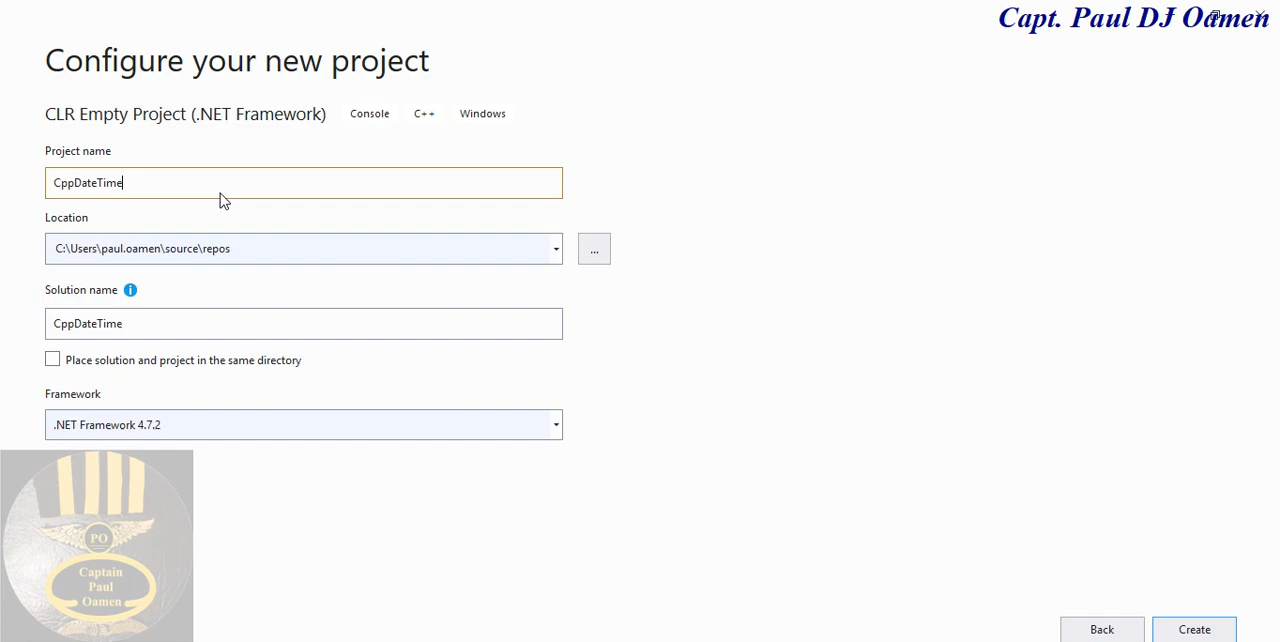 Capt. Paul DJ Oamen
Configure your new project
CLR Empty Project (.NET Framework) Console C++ Windows
Project name
CppDateTime
Location
C:\Users\paul.oamen\source\repos
...
Solution name
CppDateTime
Place solution and project in the same directory
Framework
.NET Framework 4.7.2
PO
Captain
Paul
Oamen
Back Create